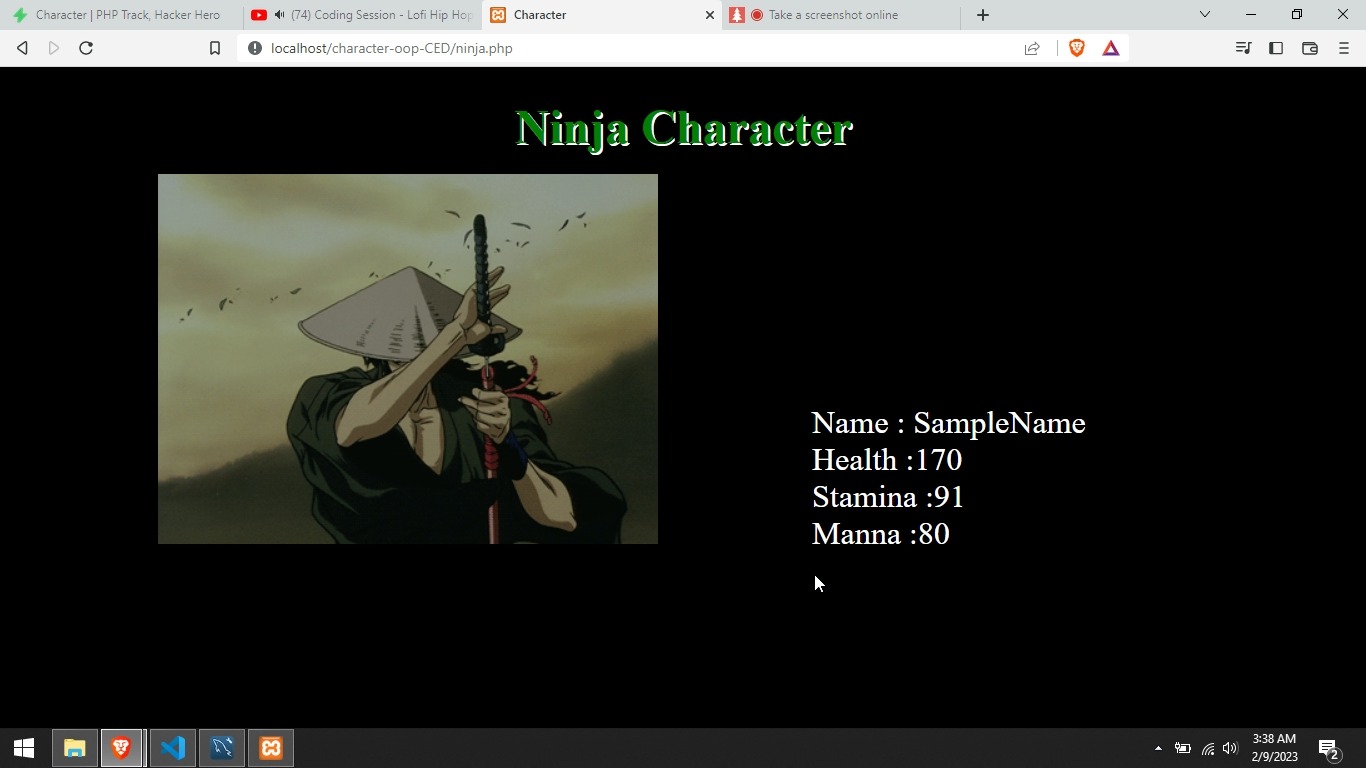 Character | PHP Track, Hacker Hero
(74) Coding Session - Lofi Hip Hop
Character
Take a screenshot online
localhost/character-oop-CED/ninja.php
Ninja Character
Name : SampleName
Health :170
Stamina :91
Manna :80
3:38 AM
2/9/2023
2